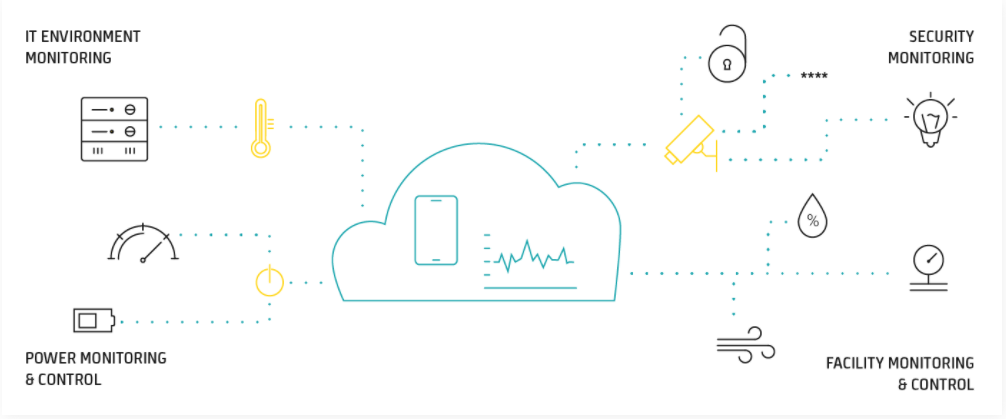 IT ENVIRONMENT
MONITORING
SECURITY
MONITORING
****
%
POWER MONITORING
& CONTROL
FACILITY MONITORING
& CONTROL